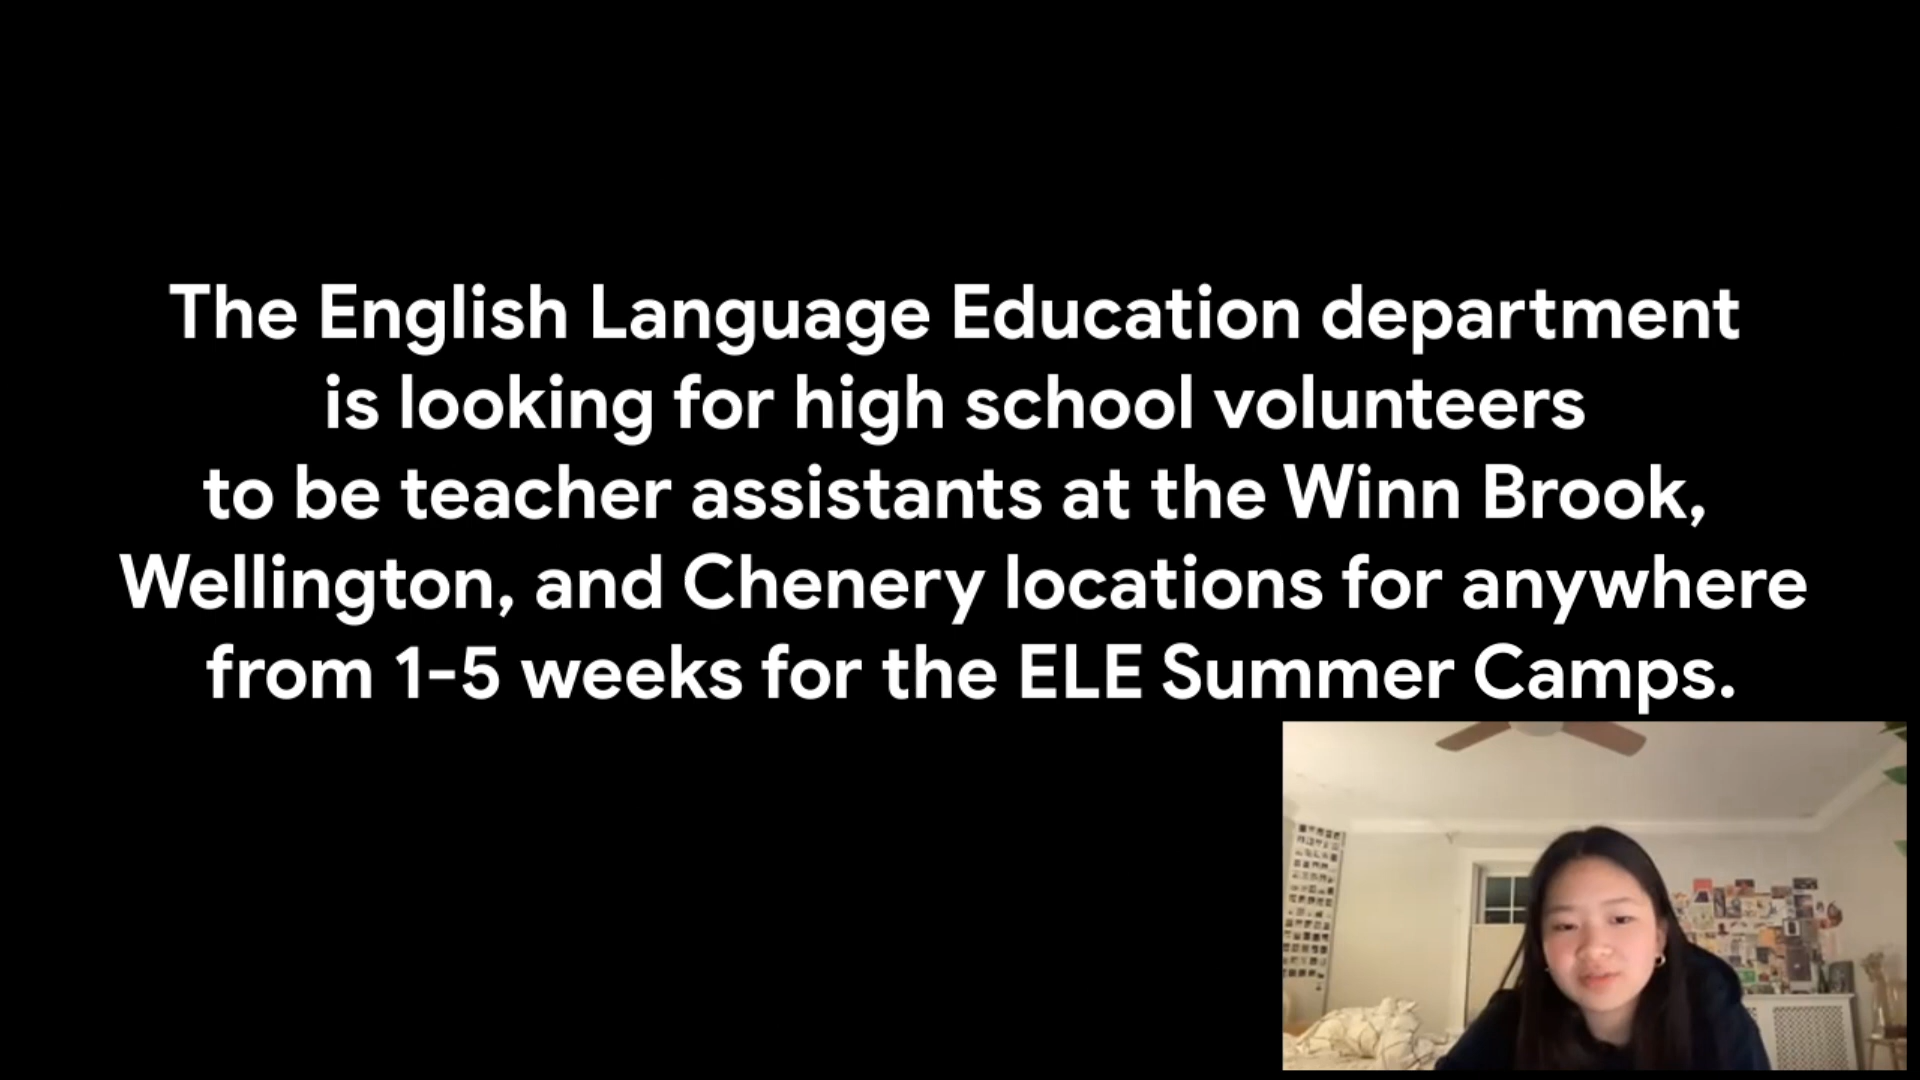 The English Language Education department
is looking for high school volunteers
to be teacher assistants at the Winn Brook,
Wellington, and Chenery locations for anywhere
from 1-5 weeks for the ELE Summer Camps.